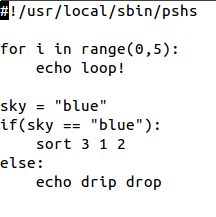 #!/usr/local/sbin/pshs
for i in range(0,5):
    echo loop!
sky = "blue"
if(sky == "blue"):
    sort 3 1 2
else:
    echo drip drop